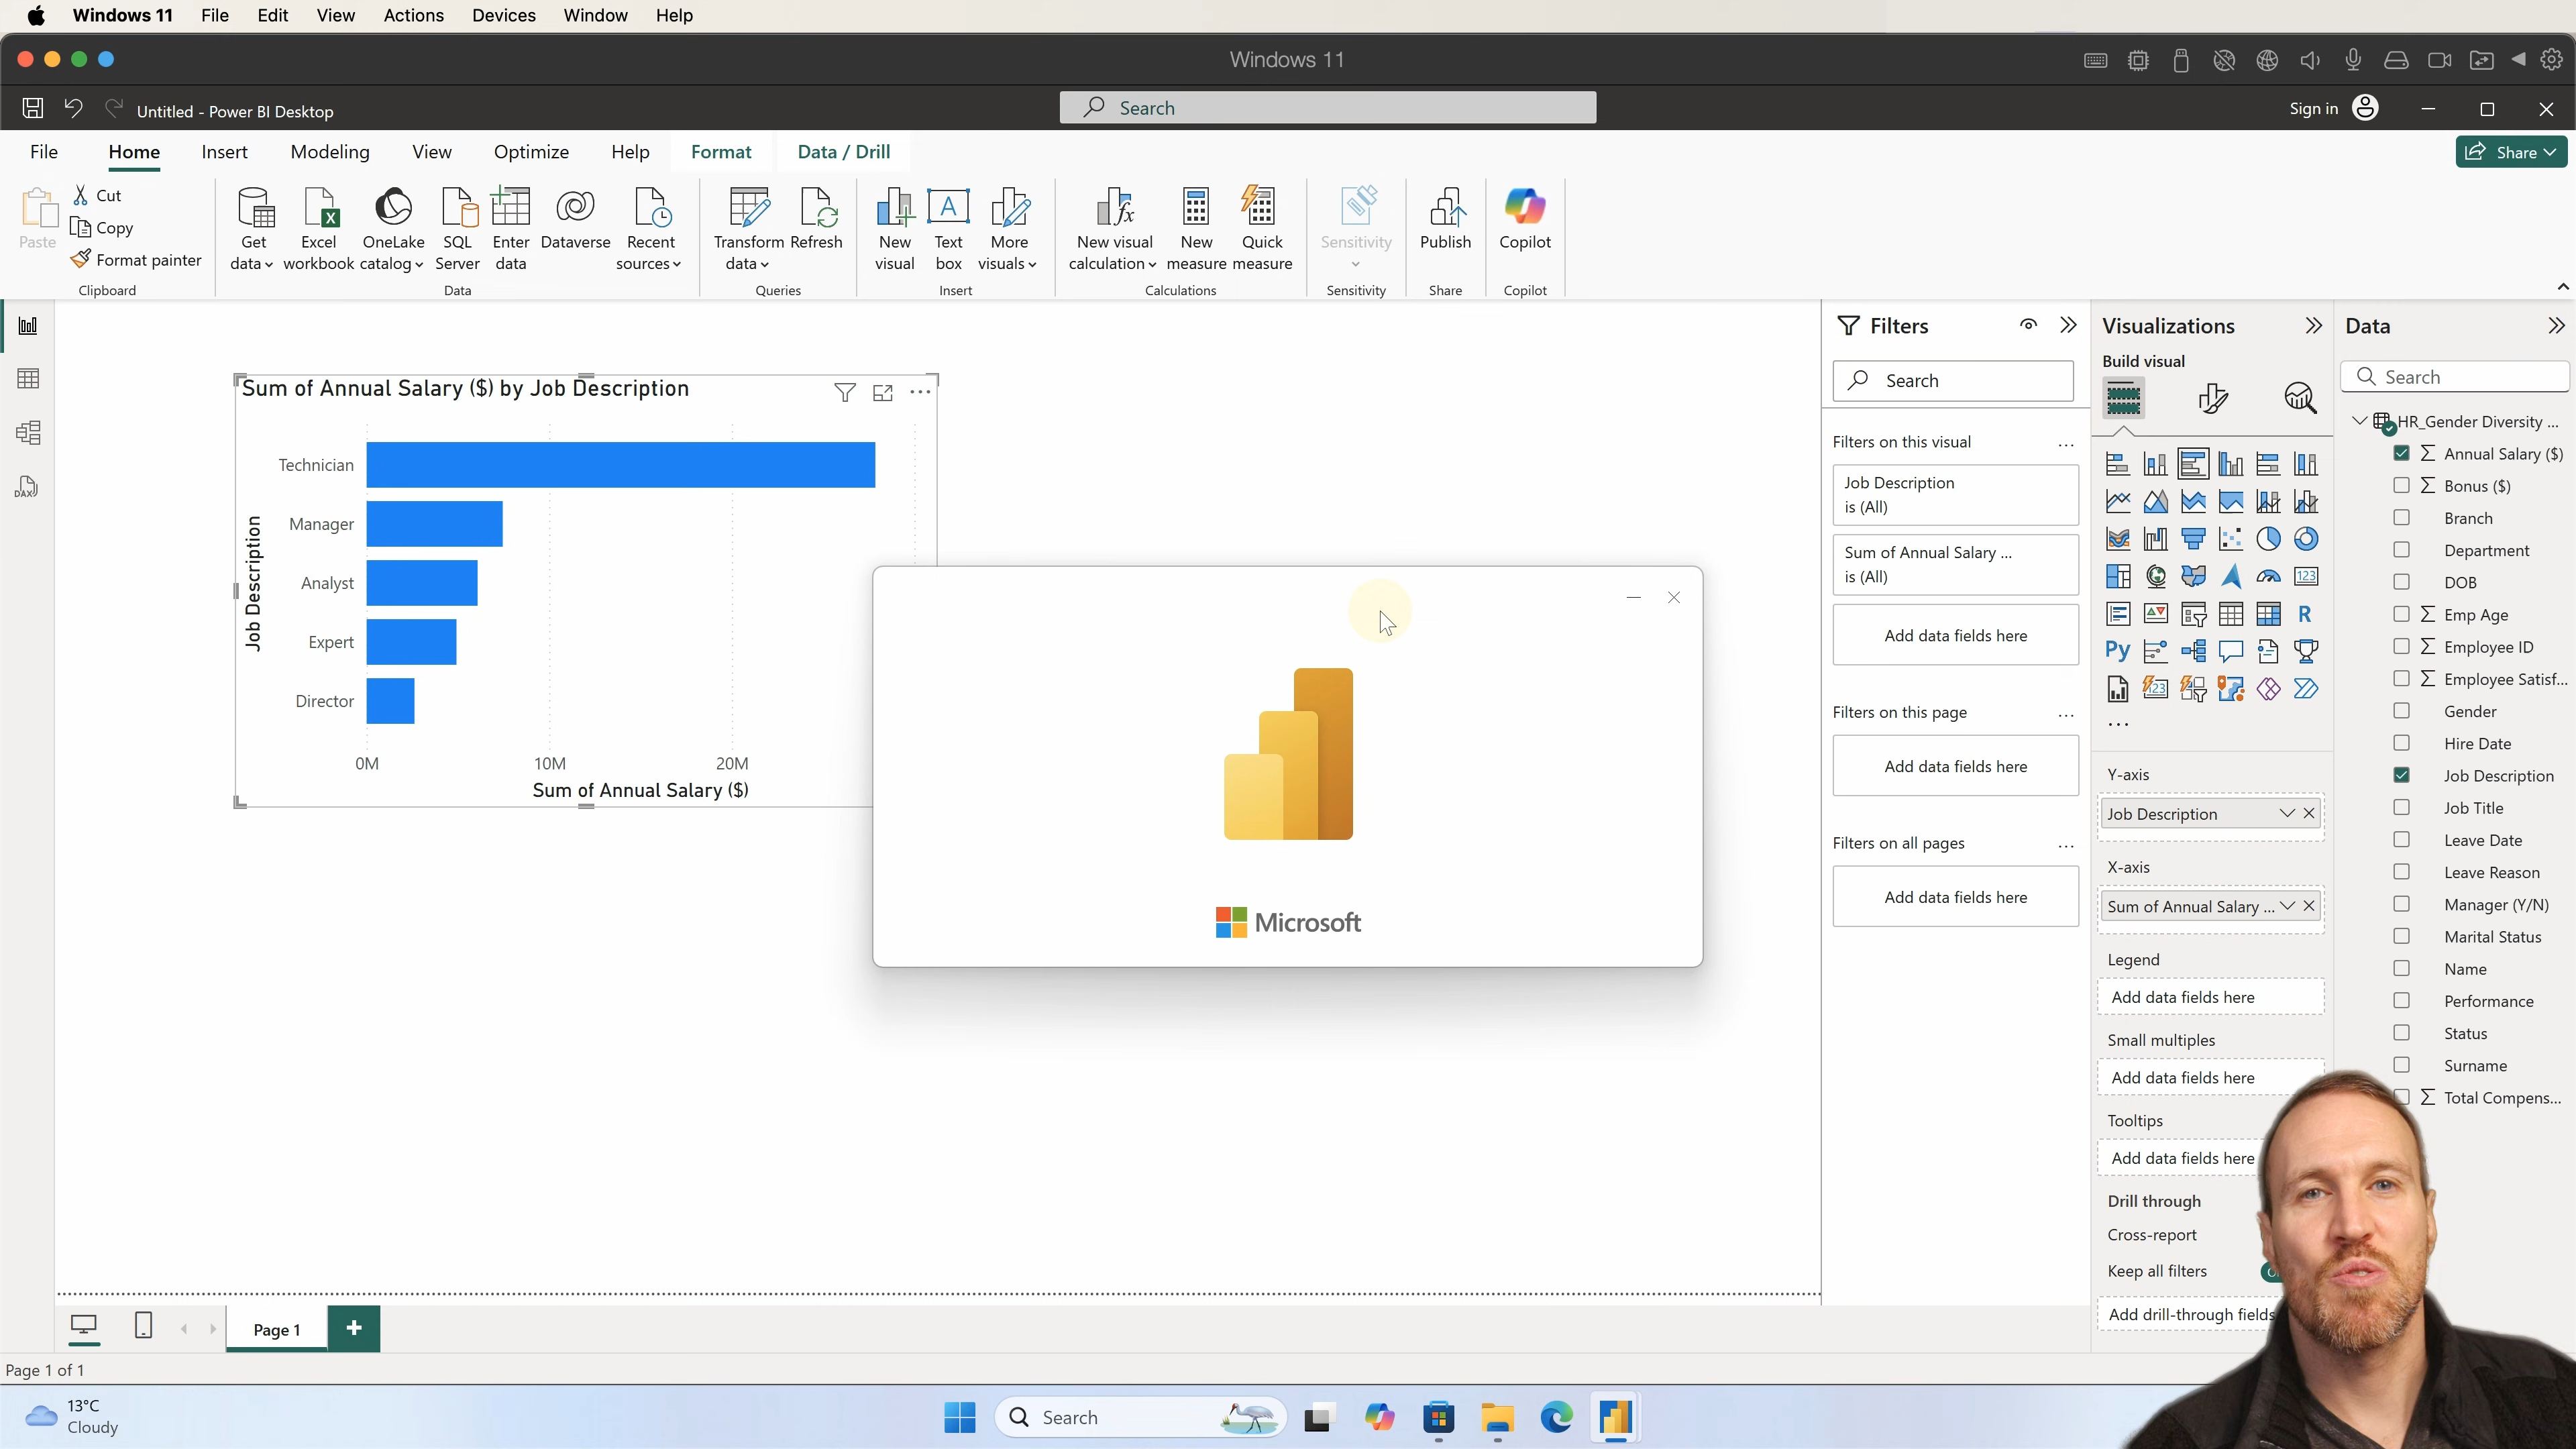 Windows 11 File Edit View Actions Devices Window Help
Windows 11
Untitled - Power BI Desktop
Search
Sign in
File Home Insert Modeling View Optimize Help Format Data / Drill
Share
Paste
Cut
Copy
Format painter
Clipboard
Get data
Excel workbook
OneLake catalog
SQL Server
Enter data
Dataverse
Recent sources
Data
Transform data
Refresh
Queries
New visual
Text box
A
More visuals
Insert
New visual calculation
New measure
Quick measure
Calculations
Sensitivity
Sensitivity
Publish
Share
Copilot
Copilot
DAX
Sum of Annual Salary ($) by Job Description
Job Description
Technician
Manager
Analyst
Expert
Director
0M 10M 20M
Sum of Annual Salary ($)
Microsoft
Filters
Search
Filters on this visual
Job Description
is (All)
Sum of Annual Salary ...
is (All)
Add data fields here
Filters on this page
Add data fields here
Filters on all pages
Add data fields here
Visualizations
Build visual
123
R
Py
123
Y-axis
Job Description
X-axis
Sum of Annual Salary ...
Legend
Add data fields here
Small multiples
Add data fields here
Tooltips
Add data fields here
Drill through
Cross-report
Keep all filters
Add drill-through fields
Data
Search
HR_Gender Diversity ...
Annual Salary ($)
Bonus ($)
Branch
Department
DOB
Emp Age
Employee ID
Employee Satisf...
Gender
Hire Date
Job Description
Job Title
Leave Date
Leave Reason
Manager (Y/N)
Marital Status
Name
Performance
Status
Surname
Total Compens...
Page 1
Page 1 of 1
13°C
Cloudy
Search